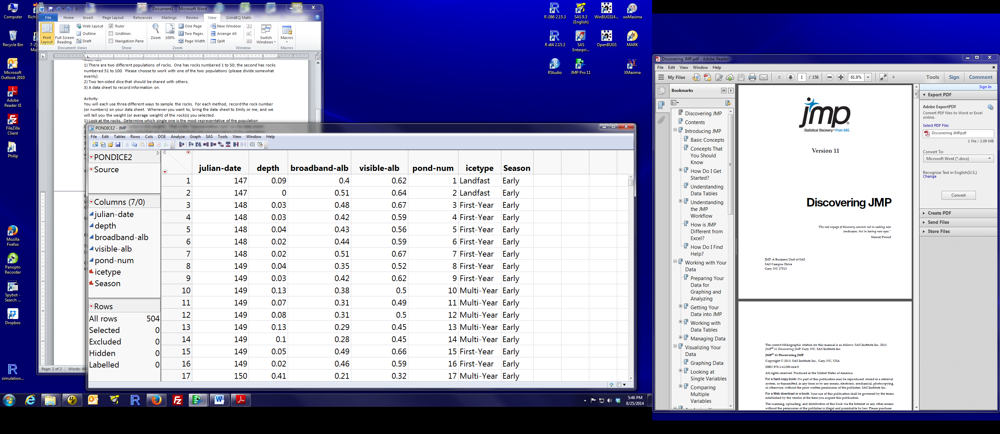 Computer
Recycle Bin
Microsoft
Outlook 2010
Adobe
Reader XI
FileZilla
Client
Philip
Mozilla
Firefox
Panopto
Recorder
Spybot -
Search ...
Dropbox
simulation...
Rich
7-Z
Ma
Document1 - Microsoft Word
File Home Insert Page Layout References Mailings Review View GrindEQ Math
Print
Layout
Full Screen
Reading
Web Layout
Outline
Draft
Document Views
Ruler
Gridlines
Navigation Pane
Show
Zoom
100%
One Page
Two Pages
Page Width
Zoom
New Window
Arrange All
Split
Switch
Windows
Window
Macros
Macros
Materials:
1) There are two different populations of rocks. One has rocks numbered 1 to 50; the second has rocks
numbered 51 to 100. Please choose to work with one of the two populations (please divide somewhat
evenly).
2) Two ten-sided dice that should be shared with others.
3) A data sheet to record information on.
Activity:
You will each use three different ways to sample the rocks. For each method, record the rock number
(or numbers) on your data sheet. Whenever you want to, bring the data sheet to Emily or me, and we
will tell you the weight (or average weight) of the rock(s) you selected.
1) Look at the rocks. Determine which single one is the most representative of the population
Page: 2 of 2 Words: 49
PONDICE2 - JMP
File Edit Tables Rows Cols DOE Analyze Graph SAS Tools View Window Help
PONDICE2
Source
Columns (7/0)
julian-date
depth
broadband-alb
visible-alb
pond-num
icetype
Season
Rows
All rows 504
Selected 0
Excluded 0
Hidden 0
Labelled 0
julian-date depth broadband-alb visible-alb pond-num icetype Season
1 147 0.09 0.4 0.62 1 Landfast Early
2 147 0 0.51 0.64 2 Landfast Early
3 148 0.03 0.48 0.67 3 First-Year Early
4 148 0.03 0.42 0.59 4 First-Year Early
5 148 0.04 0.43 0.56 5 First-Year Early
6 148 0.02 0.44 0.59 6 First-Year Early
7 148 0.02 0.51 0.67 7 First-Year Early
8 149 0.04 0.35 0.52 8 First-Year Early
9 149 0.03 0.42 0.62 9 First-Year Early
10 149 0.13 0.38 0.5 10 Multi-Year Early
11 149 0.07 0.31 0.49 11 Multi-Year Early
12 149 0.08 0.31 0.5 12 Multi-Year Early
13 149 0.13 0.29 0.45 13 Multi-Year Early
14 149 0.1 0.28 0.45 14 Multi-Year Early
15 149 0.05 0.49 0.66 15 First-Year Early
16 149 0.02 0.46 0.59 16 First-Year Early
17 150 0.41 0.21 0.32 17 Multi-Year Early
R i386 2.15.3
SAS 9.3
(English)
WinBUGS14...
wxMaxima
R x64 2.15.3
SAS
Enterpri...
OpenBUGS
MARK
RStudio
JMP Pro 11
XMaxima
5:46 PM
8/25/2014
Discovering JMP.pdf - Adobe Reader
File Edit View Window Help
My Files 1 / 158 61.9% Tools Sign Comment
Bookmarks
Discovering JMP
Contents
Introducing JMP
Basic Concepts
Concepts That
You Should
Know
How Do I Get
Started?
Understanding
Data Tables
Understanding
the JMP
Workflow
How is JMP
Different from
Excel?
How Do I Find
Help?
Working with Your
Data
Preparing Your
Data for
Graphing and
Analyzing
Getting Your
Data into JMP
Working with
Data Tables
Managing Data
Visualizing Your
Data
Graphing Data
Looking at
Single Variables
Comparing
Multiple
Variables
jmp®
Statistical Discovery.™ From SAS.
Version 11
Discovering JMP
"The real voyage of discovery consists not in seeking new
landscapes, but in having new eyes."
Marcel Proust
JMP, A Business Unit of SAS
SAS Campus Drive
Cary, NC 27513
The correct bibliographic citation for this manual is as follows: SAS Institute Inc. 2013.
JMP® 11 Discovering JMP. Cary, NC: SAS Institute Inc.
JMP® 11 Discovering JMP
Copyright © 2013, SAS Institute Inc., Cary, NC, USA
ISBN 978-1-61290-664-5
All rights reserved. Produced in the United States of America.
For a hard-copy book: No part of this publication may be reproduced, stored in a retrieval
system, or transmitted, in any form or by any means, electronic, mechanical, photocopying,
or otherwise, without the prior written permission of the publisher, SAS Institute Inc.
For a Web download or e-book: Your use of this publication shall be governed by the terms
established by the vendor at the time you acquire this publication.
The scanning, uploading, and distribution of this book via the Internet or any other means
without the permission of the publisher is illegal and punishable by law. Please purchase
Sign In
Export PDF
Adobe ExportPDF
Convert PDF files to Word or Excel
online.
Select PDF File:
Discovering JMP.pdf
1 file / 2.09 MB
Convert To:
Microsoft Word (*.docx)
Recognize Text in English(U.S.)
Change
Convert
Create PDF
Send Files
Store Files